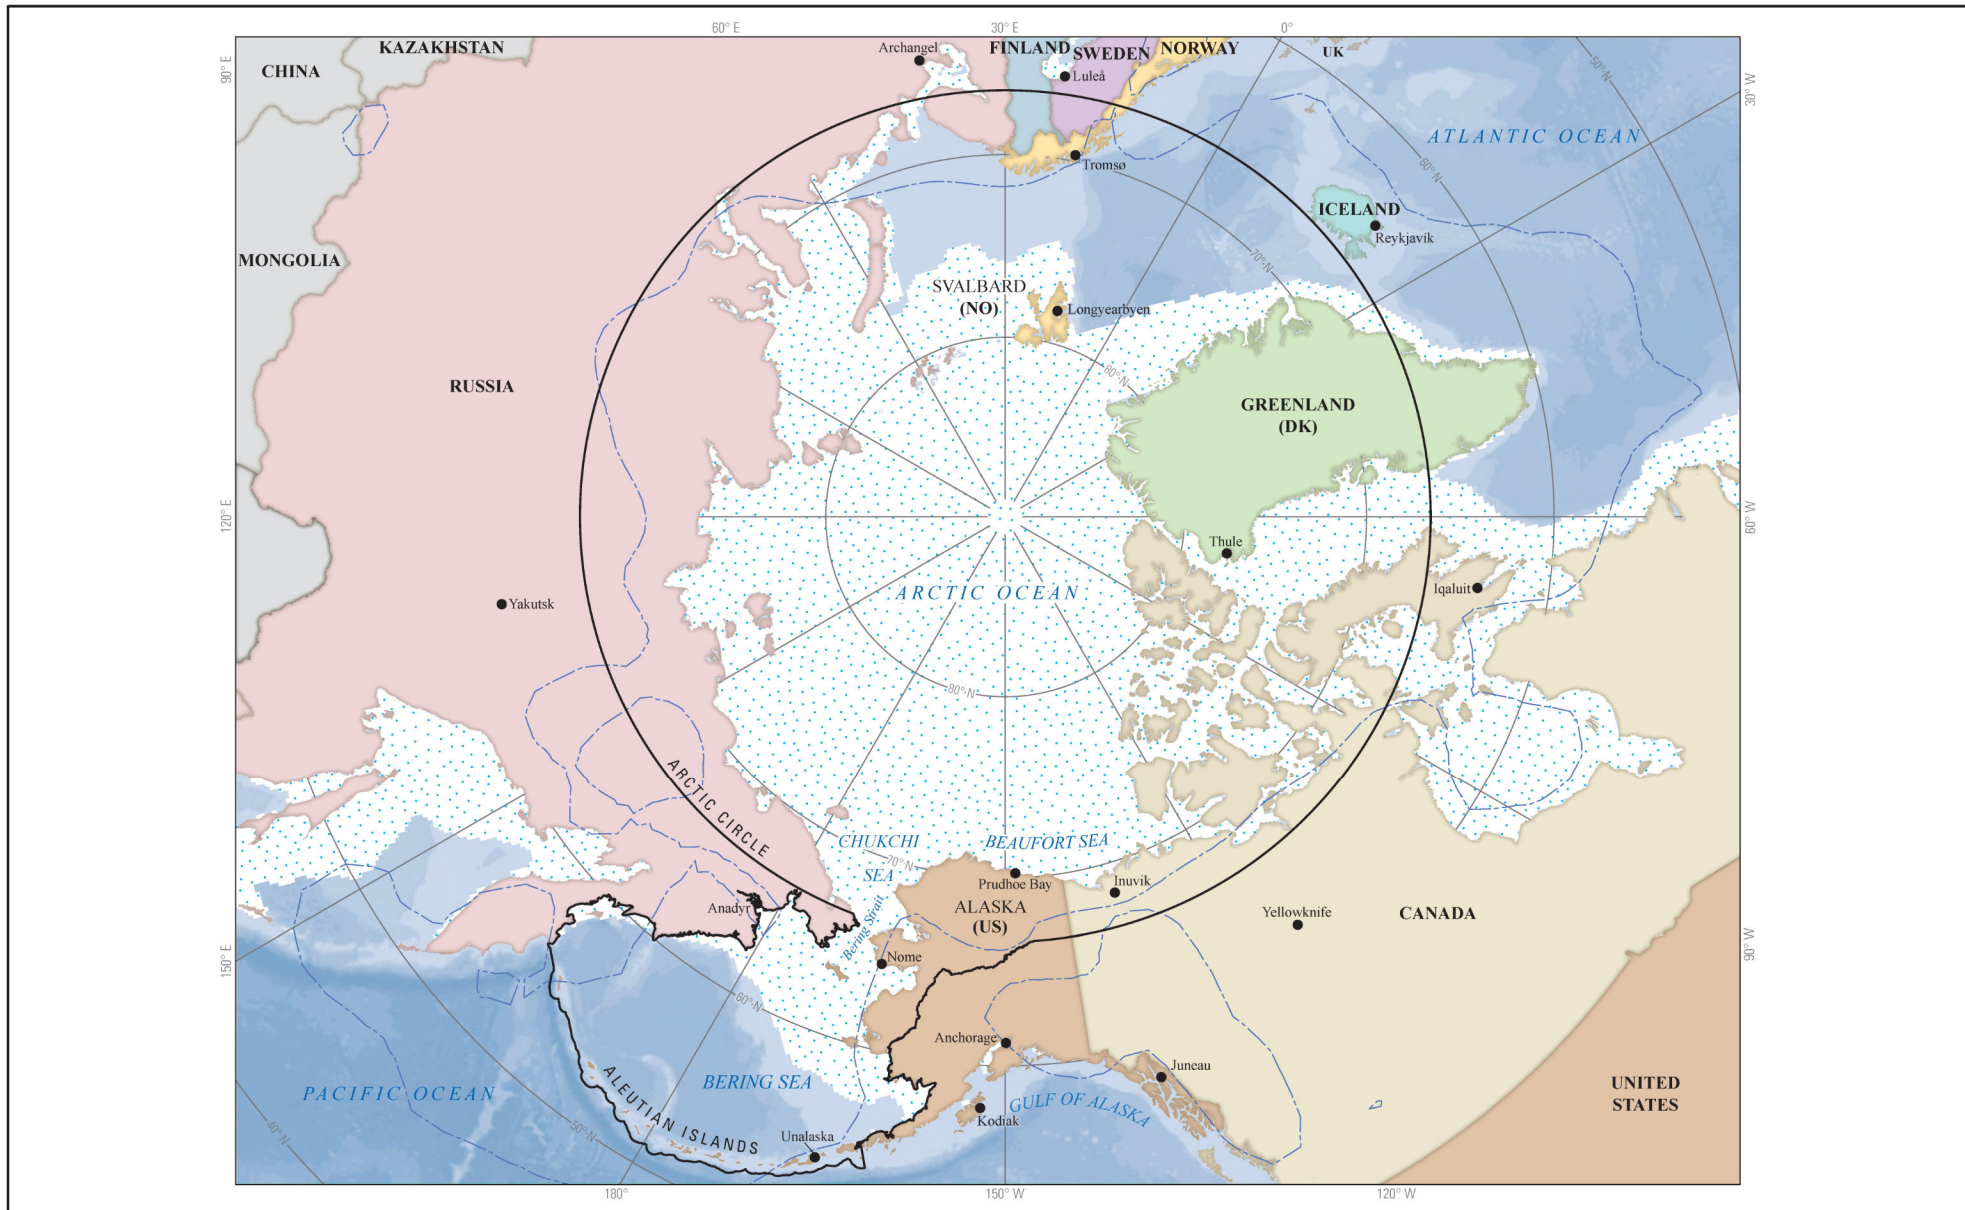 60° E
30° E
0°
KAZAKHSTAN
Archangel
FINLAND
SWEDEN
NORWAY
UK
CHINA
90° E
Luleå
50°-N
30° W
ATLANTIC OCEAN
Tromsø
60°-N
ICELAND
Reykjavík
MONGOLIA
70°-N
SVALBARD
(NO)
Longyearbyen
RUSSIA
80°-N
GREENLAND
(DK)
120° E
60° W
Thule
Iqaluit
Yakutsk
ARCTIC OCEAN
80°-N
ARCTIC CIRCLE
CHUKCHI
SEA
BEAUFORT SEA
70°-N
Prudhoe Bay
Inuvik
Anadyr
Bering Strait
ALASKA
(US)
Yellowknife
CANADA
150° E
90° W
Nome
60°-N
Anchorage
Juneau
PACIFIC OCEAN
BERING SEA
GULF OF ALASKA
UNITED
STATES
Kodiak
ALEUTIAN ISLANDS
Unalaska
40° N
50°-N
180°
150° W
120° W